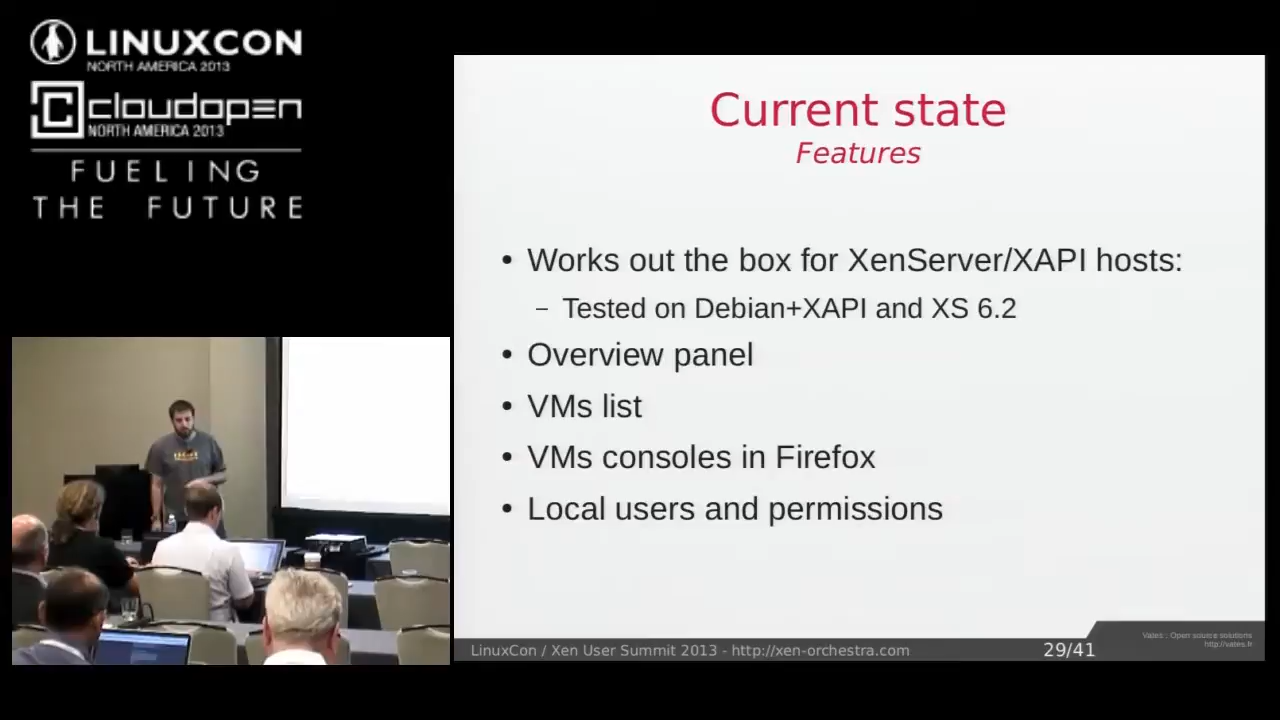 LINUXCON
NORTH AMERICA 2013
cloudopen
NORTH AMERICA 2013
FUELING
THE FUTURE
Current state
Features
• Works out the box for XenServer/XAPI hosts:
– Tested on Debian+XAPI and XS 6.2
• Overview panel
• VMs list
• VMs consoles in Firefox
• Local users and permissions
LinuxCon / Xen User Summit 2013 - http://xen-orchestra.com
29/41
Vates : Open source solutions
http://vates.fr